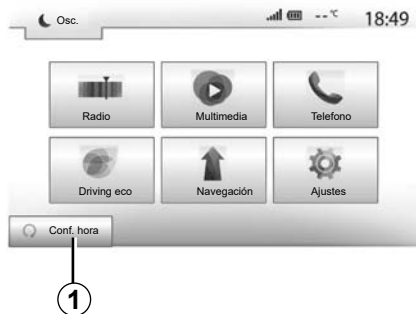 Osc.
--°C 18:49
Radio Multimedia Telefono
Driving eco Navegación Ajustes
Conf. hora
1